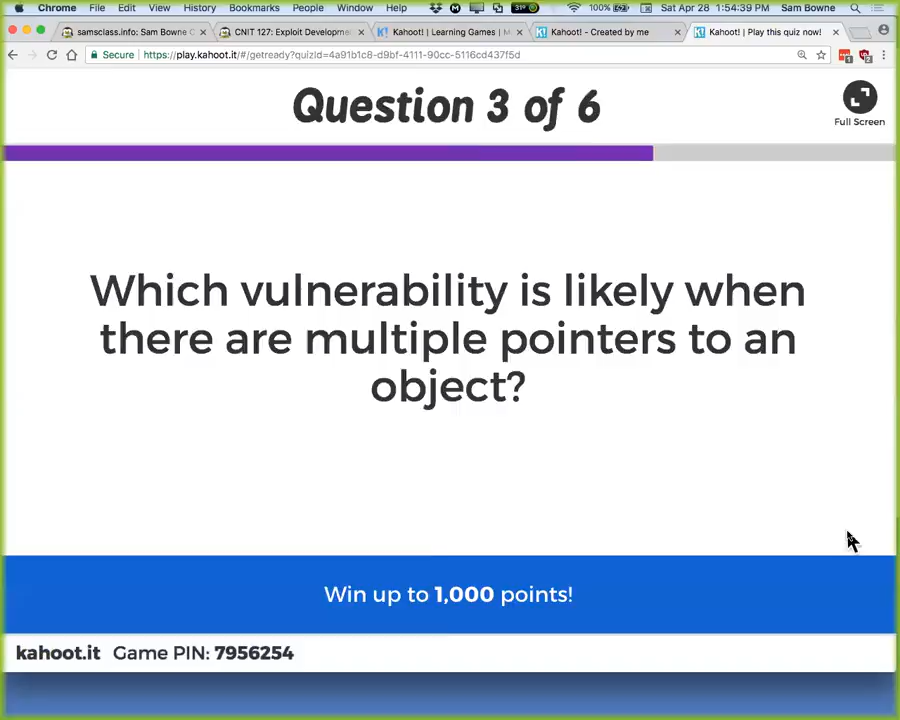 Chrome File Edit View History Bookmarks People Window Help 31° 100% Sat Apr 28 1:54:39 PM Sam Bowne
samsclass.info: Sam Bowne C CNIT 127: Exploit Developme Kahoot! | Learning Games | M Kahoot! - Created by me Kahoot! | Play this quiz now!
Secure https://play.kahoot.it/#/getready?quizId=4a91b1c8-d9bf-4111-90cc-5116cd437f5d
Question 3 of 6
Full Screen
Which vulnerability is likely when
there are multiple pointers to an
object?
Win up to 1,000 points!
kahoot.it Game PIN: 7956254